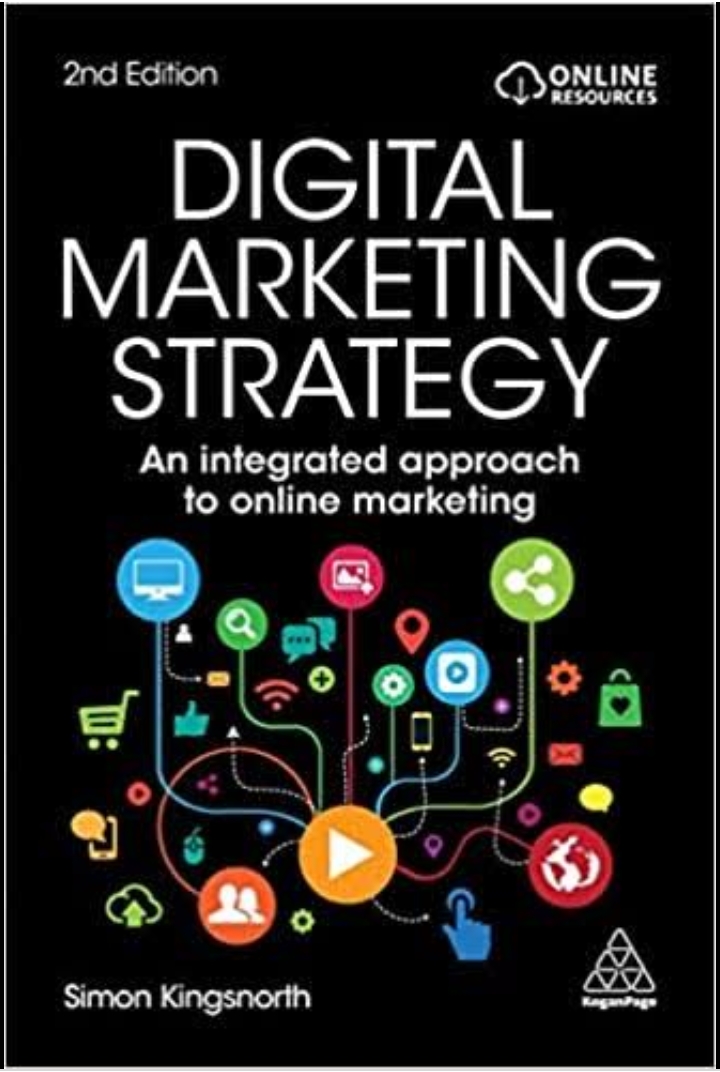 2nd Edition
ONLINE
RESOURCES
DIGITAL
MARKETING
STRATEGY
An integrated approach
to online marketing
Simon Kingsnorth
KoganPage